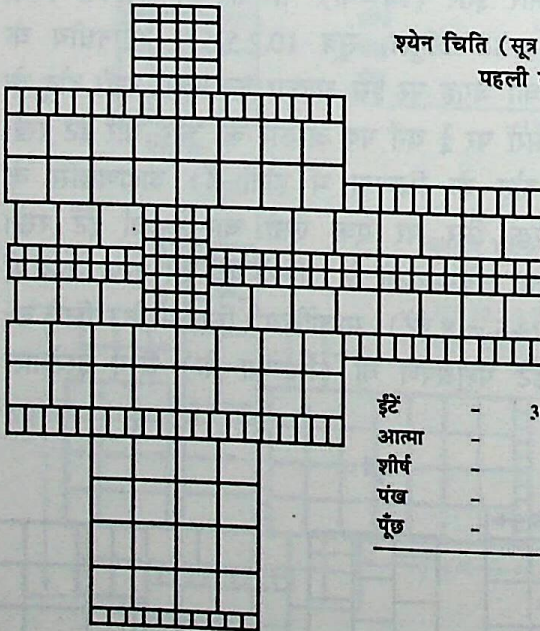 श्येन चिति (सूत्र
पहली
ईंटें -
आत्मा -
शीर्ष -
पंख -
पूँछ -